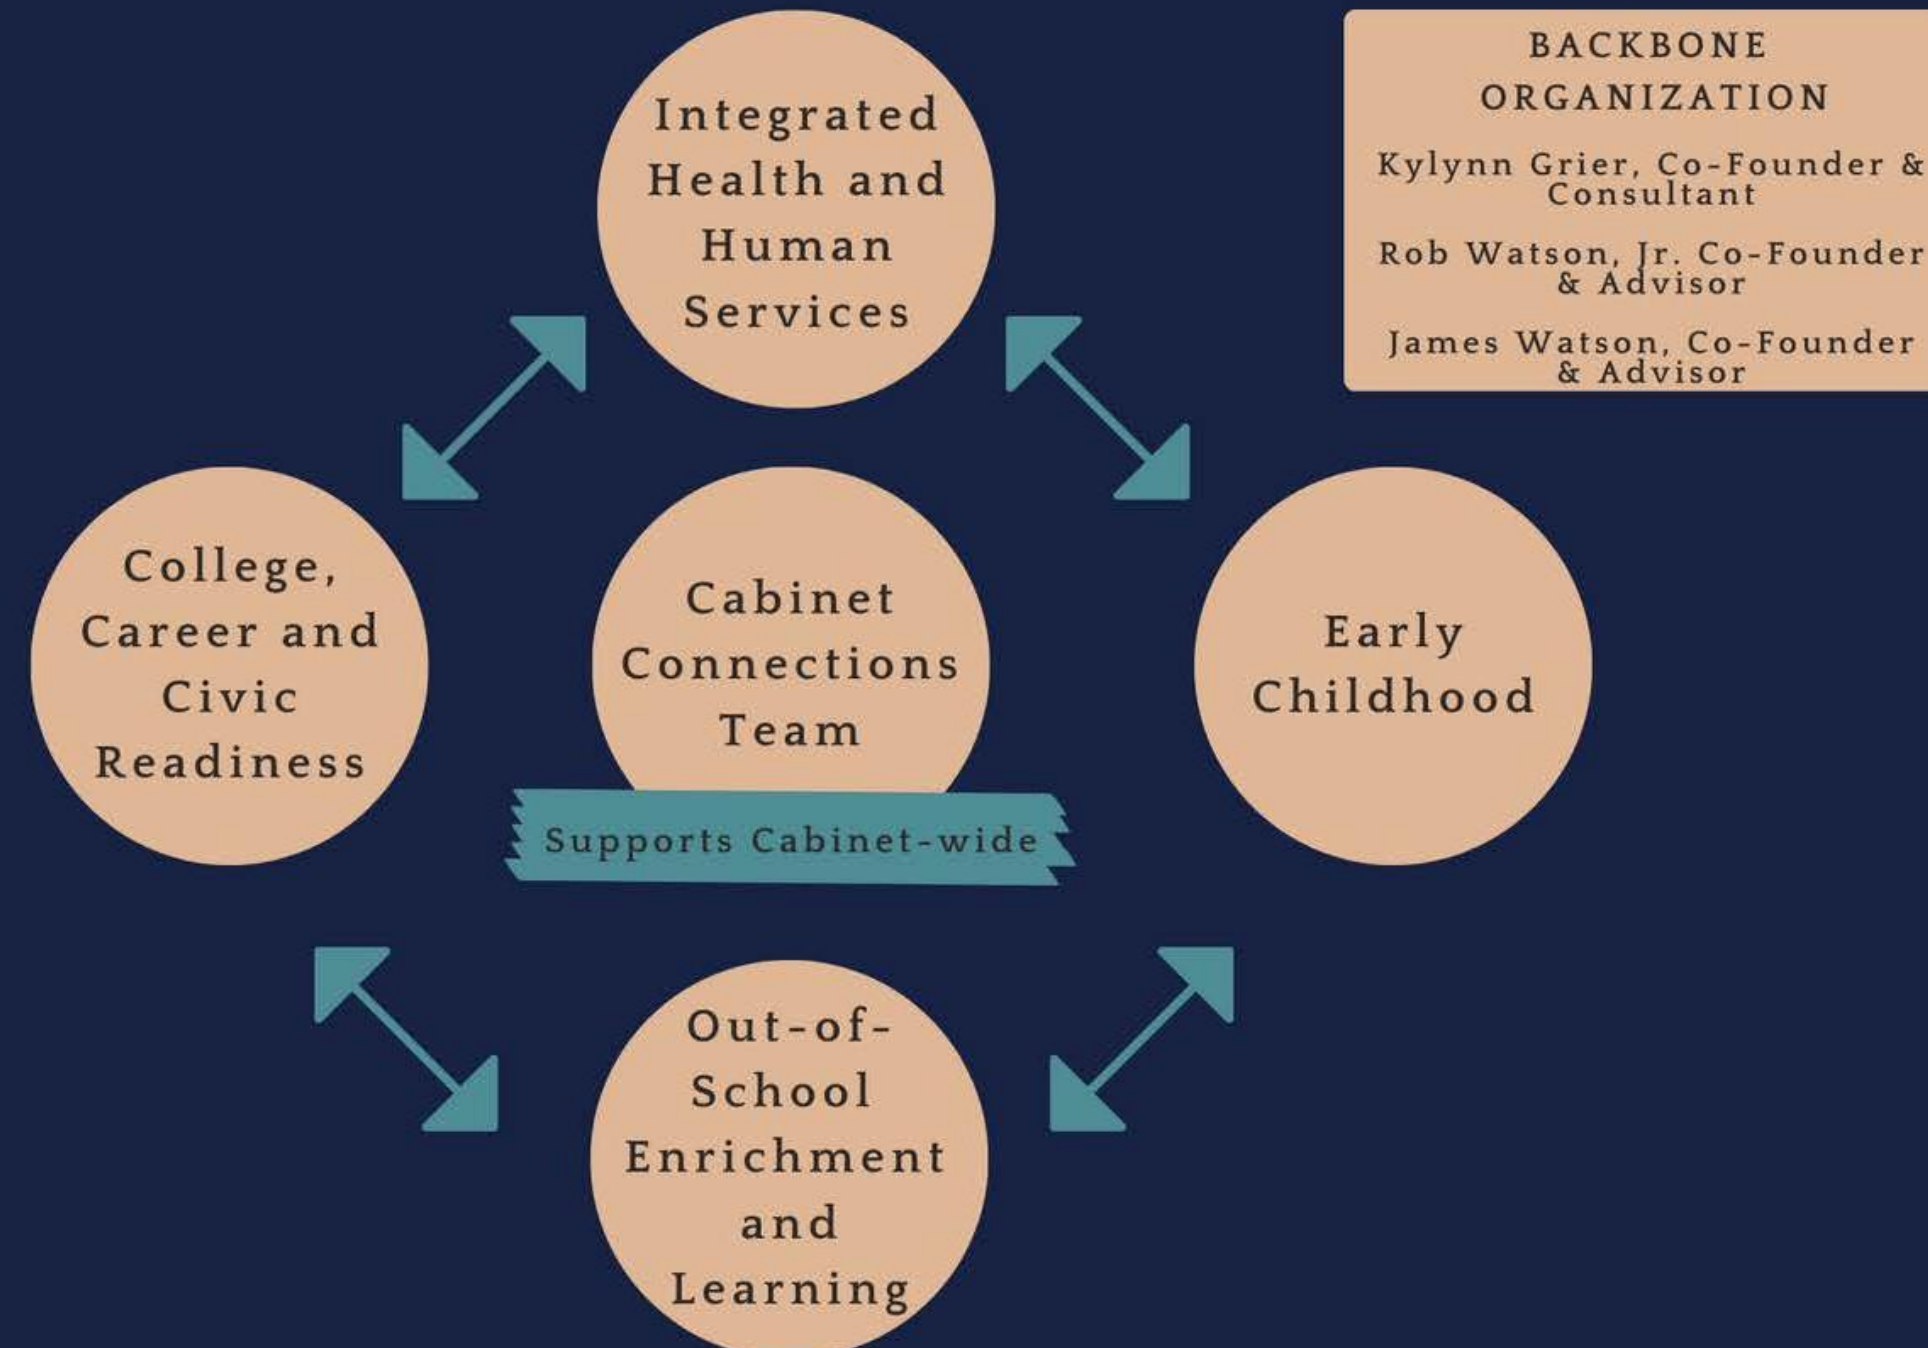 Integrated
Health and
Human
Services
BACKBONE
ORGANIZATION
Kylynn Grier, Co-Founder &
Consultant
Rob Watson, Jr. Co-Founder
& Advisor
James Watson, Co-Founder
& Advisor
College,
Career and
Civic
Readiness
Cabinet
Connections
Team
Supports Cabinet-wide
Early
Childhood
Out-of-
School
Enrichment
and
Learning